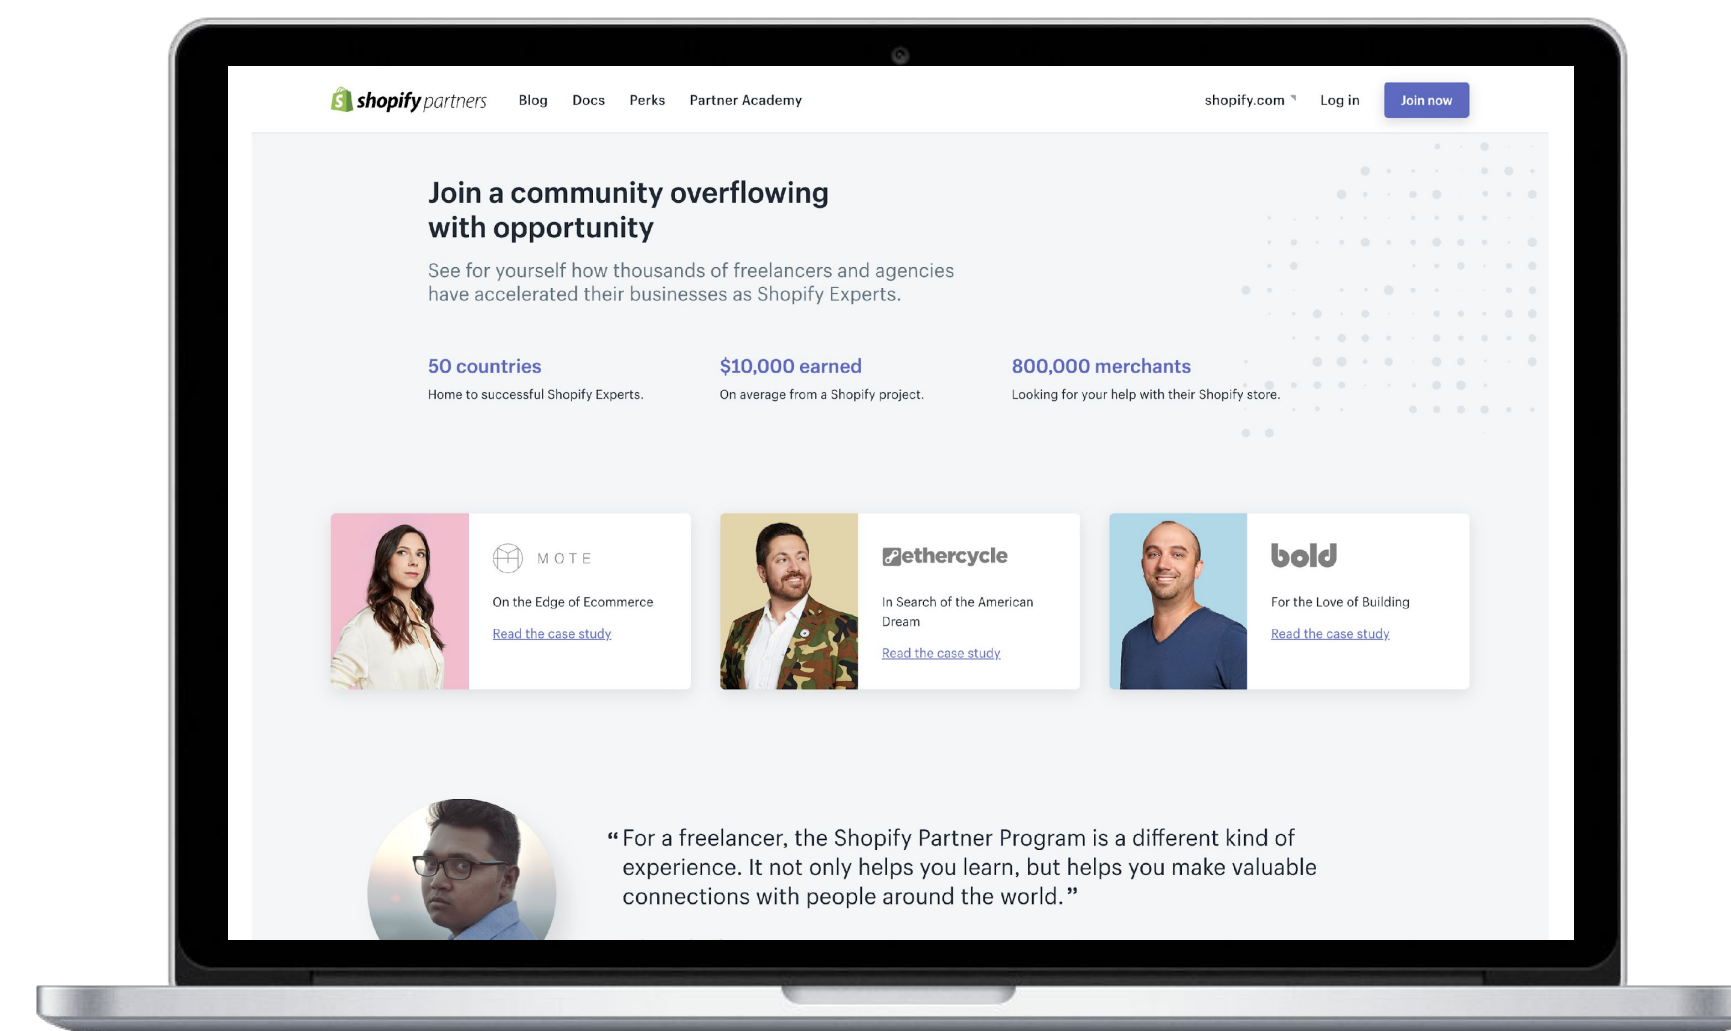 shopify partners Blog Docs Perks Partner Academy shopify.com Log in Join now
Join a community overflowing
with opportunity
See for yourself how thousands of freelancers and agencies
have accelerated their businesses as Shopify Experts.
50 countries
Home to successful Shopify Experts.
$10,000 earned
On average from a Shopify project.
800,000 merchants
Looking for your help with their Shopify store.
MOTE
On the Edge of Ecommerce
Read the case study
ethercycle
In Search of the American
Dream
Read the case study
bold
For the Love of Building
Read the case study
“For a freelancer, the Shopify Partner Program is a different kind of
experience. It not only helps you learn, but helps you make valuable
connections with people around the world.”